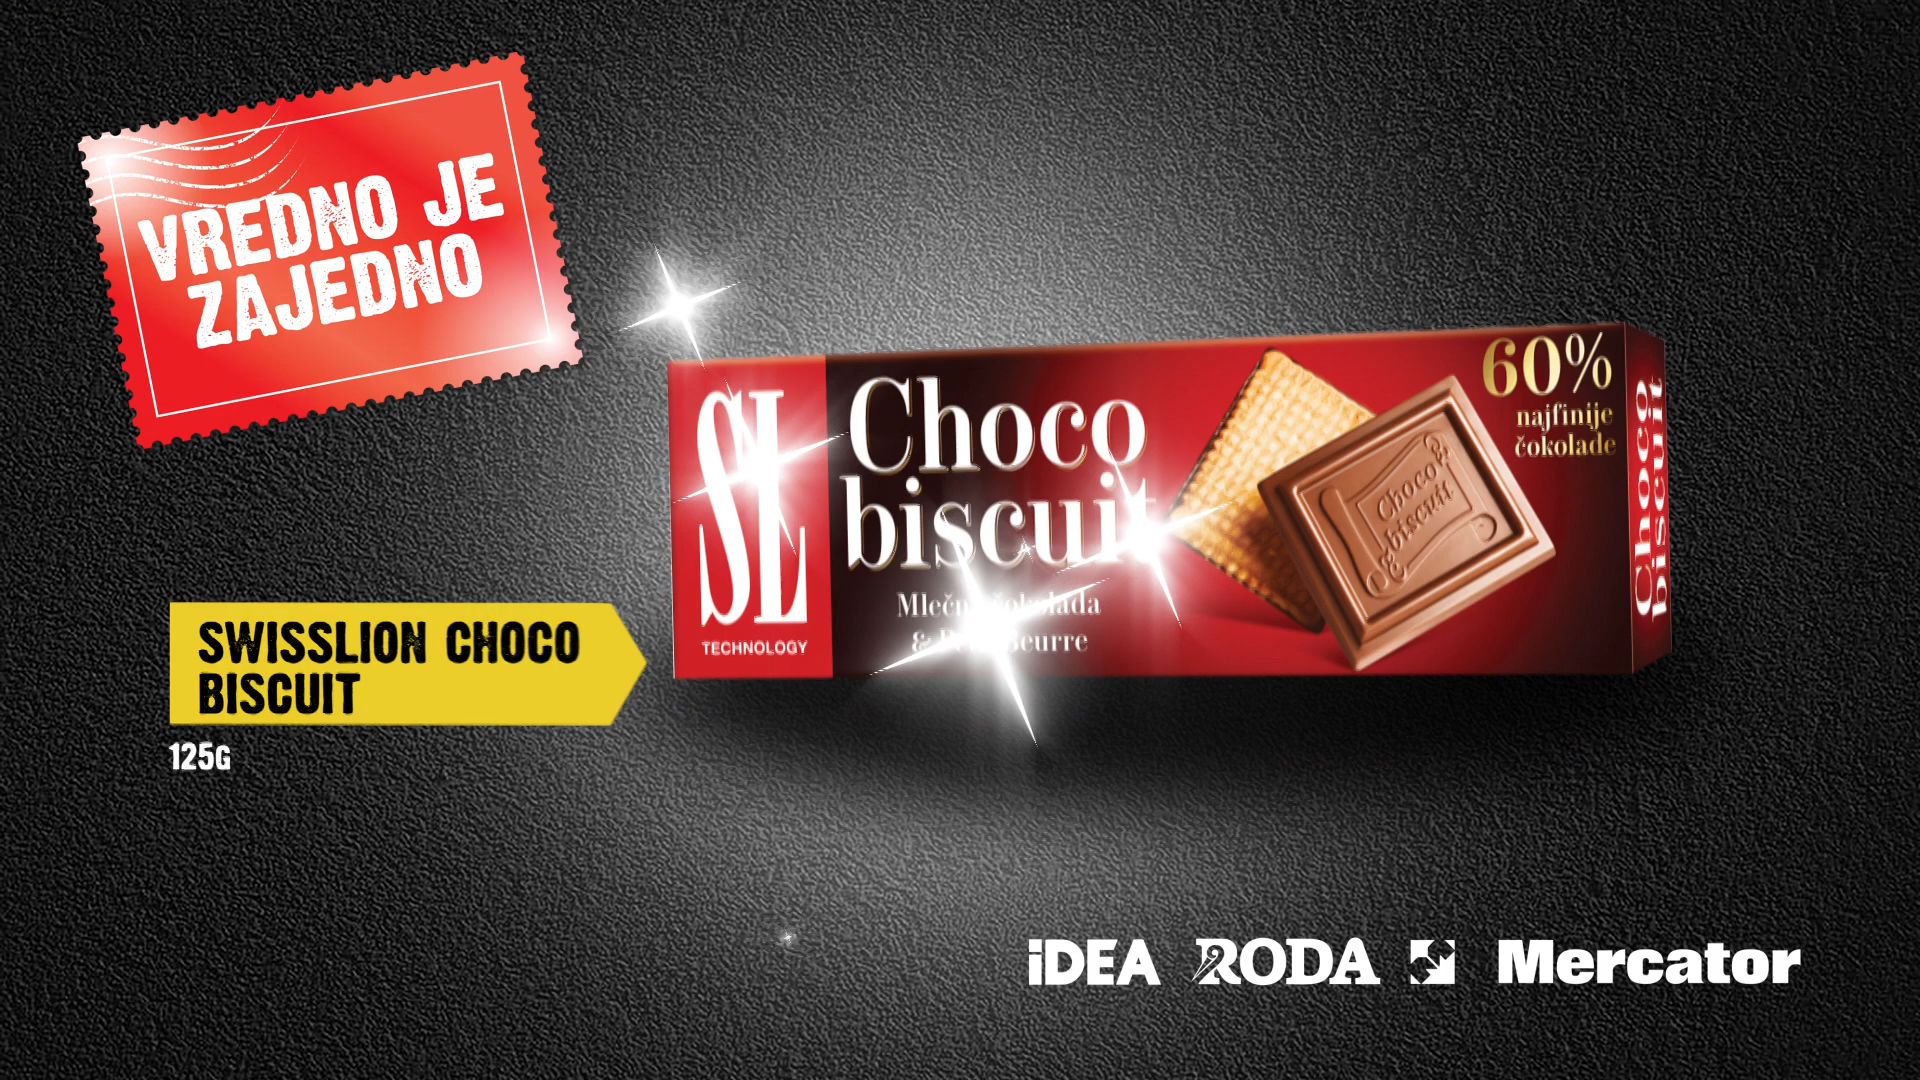 VREDNO JE
ZAJEDNO
SL
TECHNOLOGY
Choco
biscuit
& Beurre
60%
najfinije
čokolade
Choco
biscuit
Choco
biscuit
SWISSLION CHOCO
BISCUIT
125G
iDEA RODA Mercator